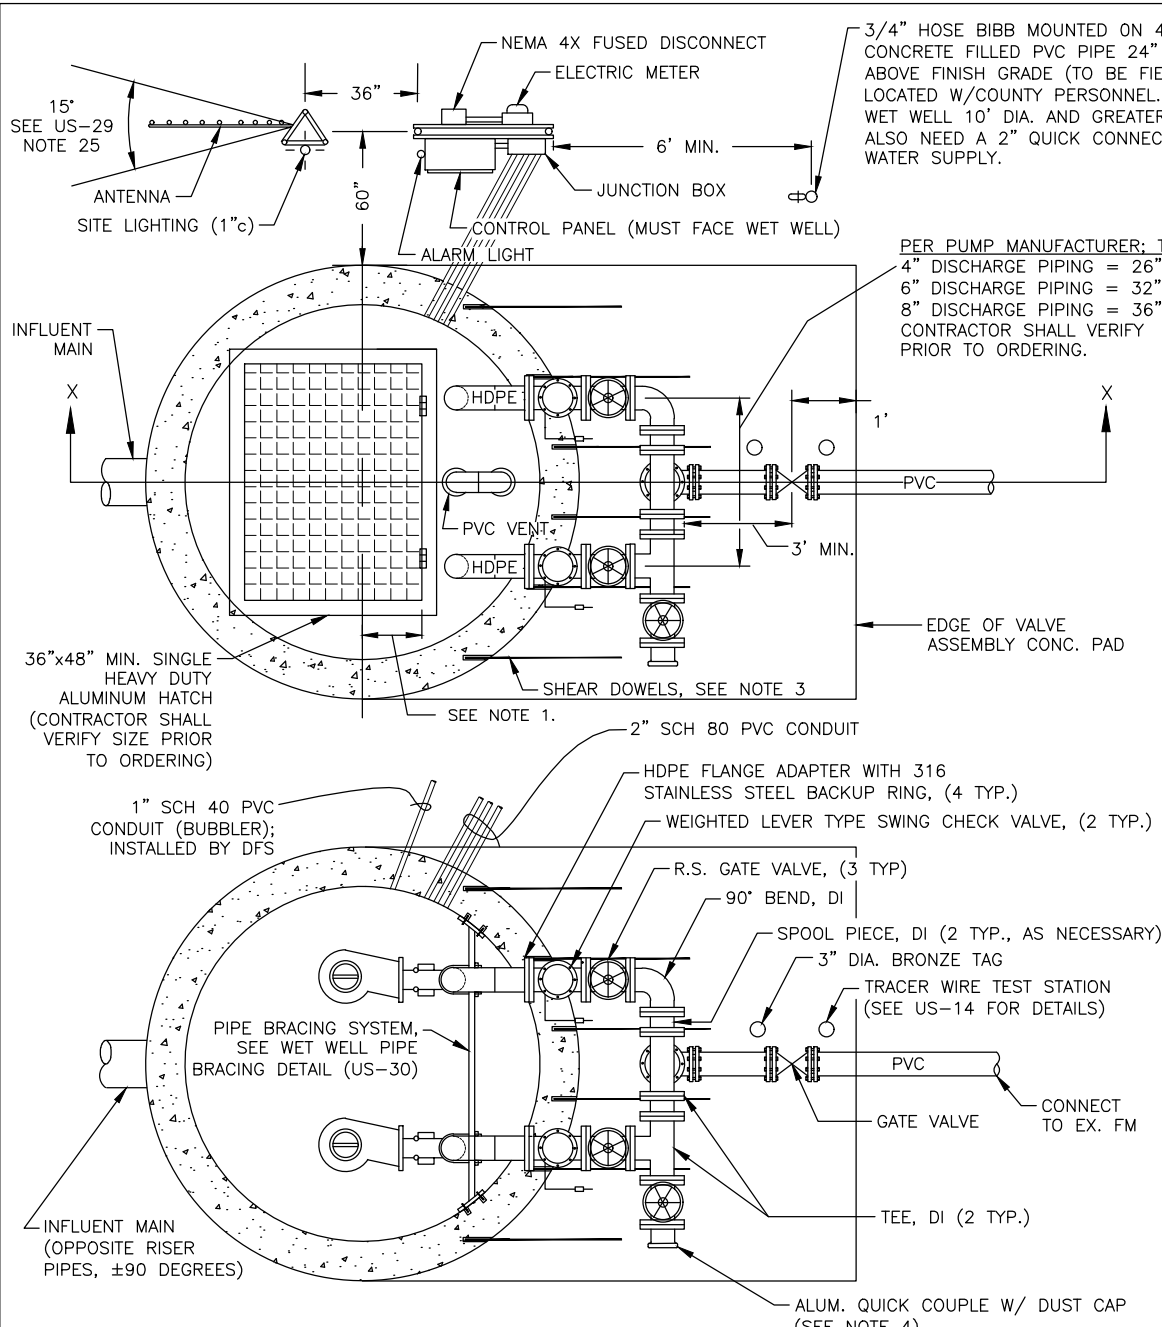 3/4" HOSE BIBB MOUNTED ON 4
CONCRETE FILLED PVC PIPE 24"
ABOVE FINISH GRADE (TO BE FIE
LOCATED W/COUNTY PERSONNEL.
WET WELL 10' DIA. AND GREATER
ALSO NEED A 2" QUICK CONNEC
WATER SUPPLY.
NEMA 4X FUSED DISCONNECT
ELECTRIC METER
36"
15°
SEE US-29
NOTE 25
6' MIN.
ANTENNA
60"
JUNCTION BOX
SITE LIGHTING (1"c)
CONTROL PANEL (MUST FACE WET WELL)
ALARM LIGHT
PER PUMP MANUFACTURER; T
4" DISCHARGE PIPING = 26"
6" DISCHARGE PIPING = 32"
8" DISCHARGE PIPING = 36"
CONTRACTOR SHALL VERIFY
PRIOR TO ORDERING.
INFLUENT
MAIN
X
HDPE
X
1'
PVC
PVC VENT
3' MIN.
HDPE
EDGE OF VALVE
ASSEMBLY CONC. PAD
36"x48" MIN. SINGLE
HEAVY DUTY
ALUMINUM HATCH
(CONTRACTOR SHALL
VERIFY SIZE PRIOR
TO ORDERING)
SHEAR DOWELS, SEE NOTE 3
SEE NOTE 1.
2" SCH 80 PVC CONDUIT
1" SCH 40 PVC
CONDUIT (BUBBLER);
INSTALLED BY DFS
HDPE FLANGE ADAPTER WITH 316
STAINLESS STEEL BACKUP RING, (4 TYP.)
WEIGHTED LEVER TYPE SWING CHECK VALVE, (2 TYP.)
R.S. GATE VALVE, (3 TYP)
90° BEND, DI
SPOOL PIECE, DI (2 TYP., AS NECESSARY)
3" DIA. BRONZE TAG
TRACER WIRE TEST STATION
(SEE US-14 FOR DETAILS)
PIPE BRACING SYSTEM,
SEE WET WELL PIPE
BRACING DETAIL (US-30)
PVC
GATE VALVE
CONNECT
TO EX. FM
INFLUENT MAIN
(OPPOSITE RISER
PIPES, ±90 DEGREES)
TEE, DI (2 TYP.)
ALUM. QUICK COUPLE W/ DUST CAP
(SEE NOTE 4)